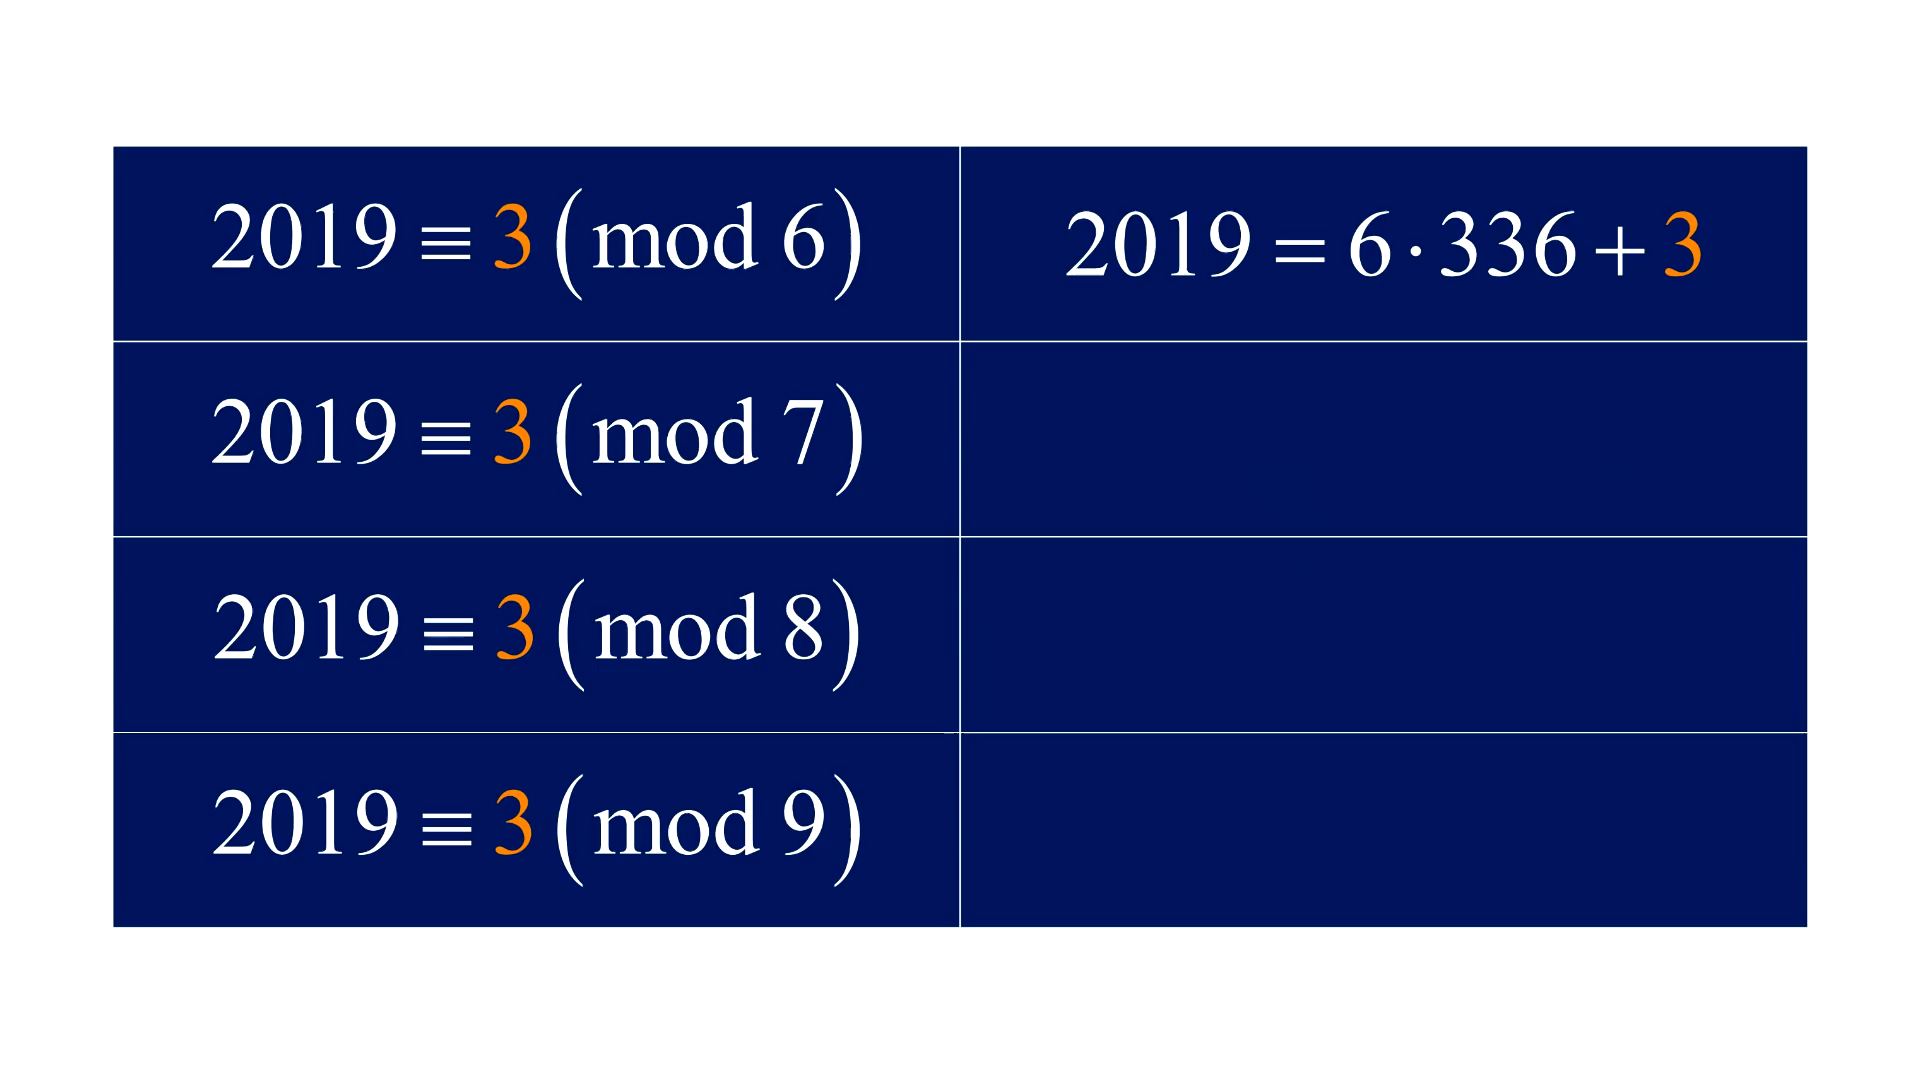 2019 ≡ 3 (mod 6)
2019 = 6 · 336 + 3
2019 ≡ 3 (mod 7)
2019 ≡ 3 (mod 8)
2019 ≡ 3 (mod 9)